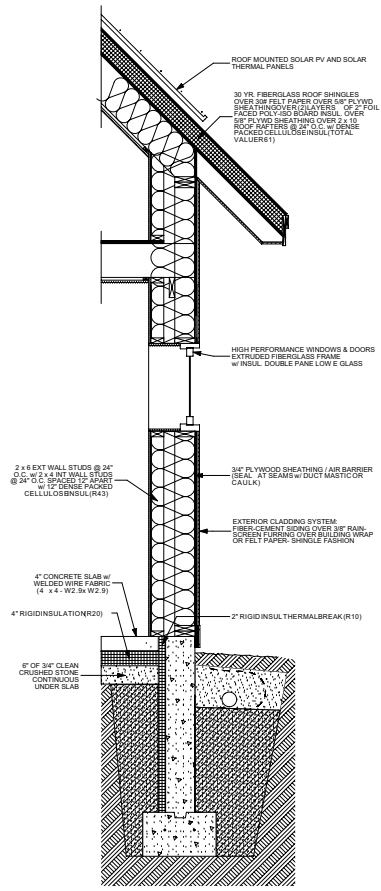 ROOF MOUNTED SOLAR PV AND SOLAR
THERMAL PANELS
30 YR. FIBERGLASS ROOF SHINGLES
OVER 30# FELT PAPER OVER 5/8" PLYWD
SHEATHINGOVER(2)LAYERS OF 2" FOIL
FACED POLY-ISO BOARD INSUL. OVER
5/8" PLYWD SHEATHING OVER 2 x 10
ROOF RAFTERS @ 24" O.C. w/ DENSE
PACKED CELLULOSEINSUL(TOTAL
VALUER61)
HIGH PERFORMANCE WINDOWS & DOORS
EXTRUDED FIBERGLASS FRAME
w/ INSUL. DOUBLE PANE LOW E GLASS
2 x 6 EXT WALL STUDS @ 24"
O.C. w/ 2 x 4 INT WALL STUDS
@ 24" O.C. SPACED 12" APART
w/ 12" DENSE PACKED
CELLULOSEINSUL(R43)
3/4" PLYWOOD SHEATHING / AIR BARRIER
(SEAL AT SEAMS w/ DUCT MASTIC OR
CAULK)
EXTERIOR CLADDING SYSTEM:
FIBER-CEMENT SIDING OVER 3/8" RAIN-
SCREEN FURRING OVER BUILDING WRAP
OR FELT PAPER- SHINGLE FASHION
4" CONCRETE SLAB w/
WELDED WIRE FABRIC
(4 x 4 - W2.9x W2.9)
4" RIGIDINSULATION(R20)
2" RIGIDINSULTHERMALBREAK (R10)
6" OF 3/4" CLEAN
CRUSHED STONE
CONTINUOUS
UNDER SLAB